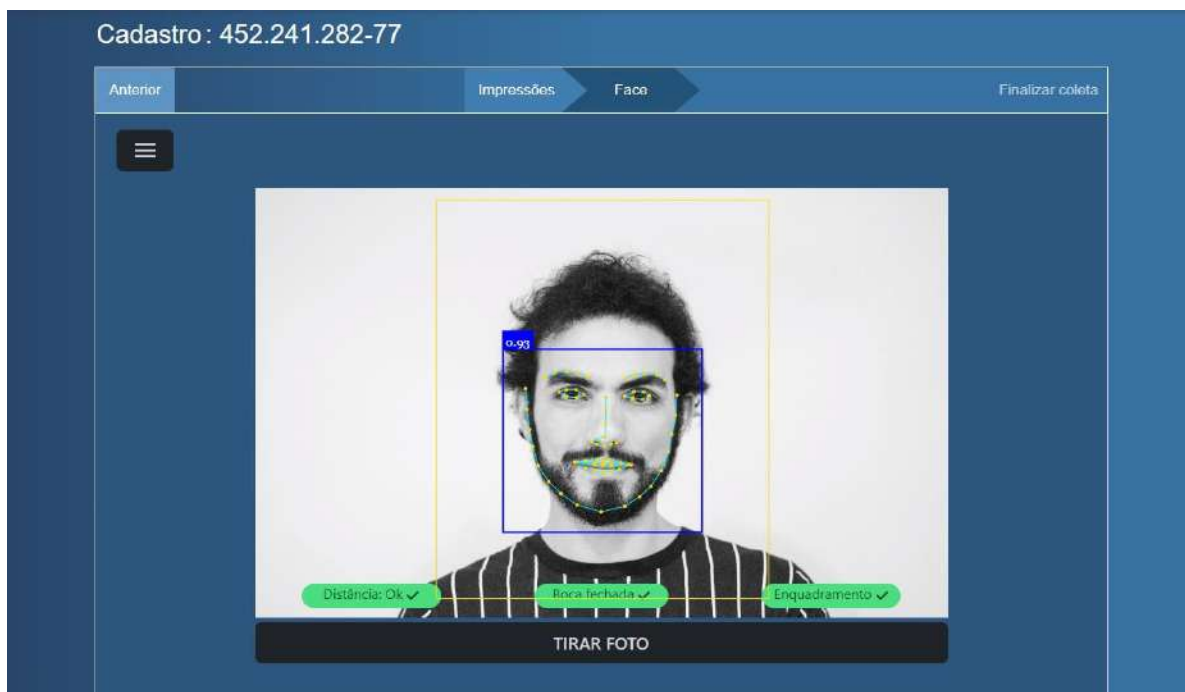 Cadastro : 452.241.282-77
Anterior
Impressões
Face
Finalizar coleta
0.93
Distância: Ok ✓
Boca fechada ✓
Enquadramento ✓
TIRAR FOTO